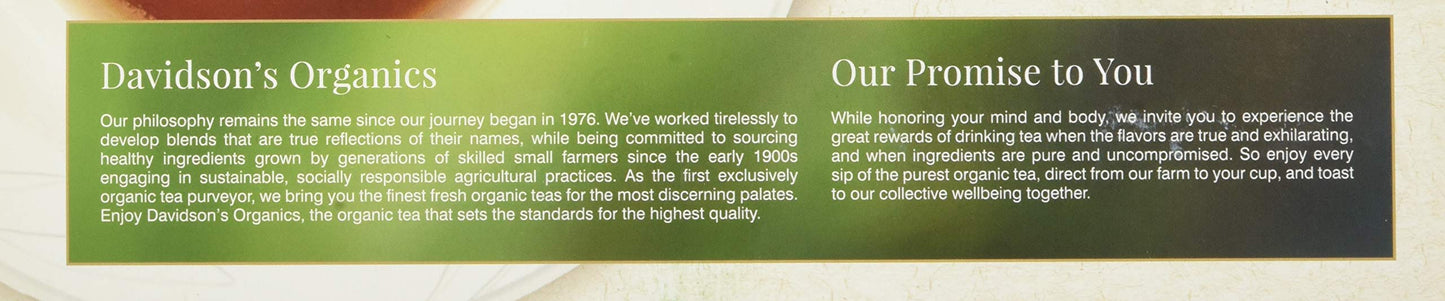 Davidson's Organics
Our philosophy remains the same since our journey began in 1976. We've worked tirelessly to
develop blends that are true reflections of their names, while being committed to sourcing
healthy ingredients grown by generations of skilled small farmers since the early 1900s
engaging in sustainable, socially responsible agricultural practices. As the first exclusively
organic tea purveyor, we bring you the finest fresh organic teas for the most discerning palates.
Enjoy Davidson's Organics, the organic tea that sets the standards for the highest quality.
Our Promise to You
While honoring your mind and body, we invite you to experience the
great rewards of drinking tea when the flavors are true and exhilarating,
and when ingredients are pure and uncompromised. So enjoy every
sip of the purest organic tea, direct from our farm to your cup, and toast
to our collective wellbeing together.